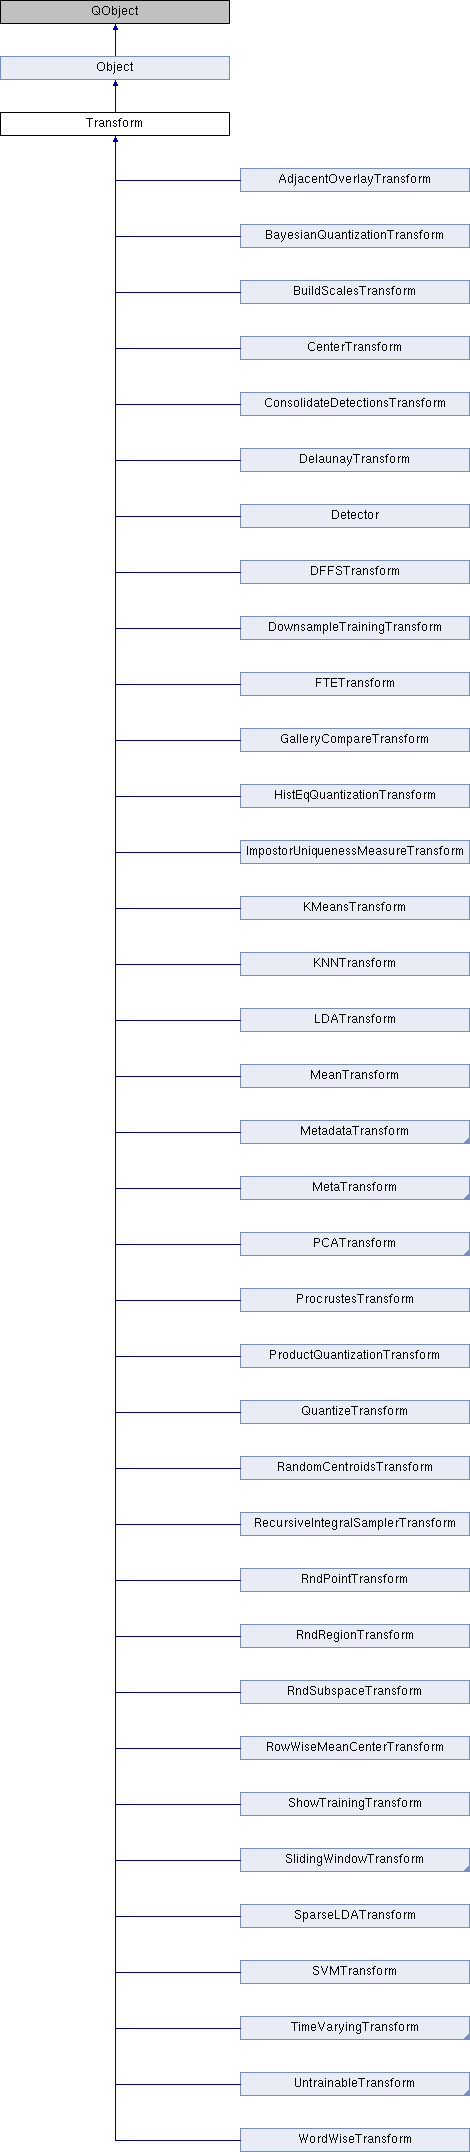 QObject
Object
Transform
AdjacentOverlayTransform
BayesianQuantizationTransform
BuildScalesTransform
CenterTransform
ConsolidateDetectionsTransform
DelaunayTransform
Detector
DFFSTransform
DownsampleTrainingTransform
FTETransform
GalleryCompareTransform
HistEqQuantizationTransform
ImpostorUniquenessMeasureTransform
KMeansTransform
KNNTransform
LDATransform
MeanTransform
MetadataTransform
MetaTransform
PCATransform
ProcrustesTransform
ProductQuantizationTransform
QuantizeTransform
RandomCentroidsTransform
RecursiveIntegralSamplerTransform
RndPointTransform
RndRegionTransform
RndSubspaceTransform
RowWiseMeanCenterTransform
ShowTrainingTransform
SlidingWindowTransform
SparseLDATransform
SVMTransform
TimeVaryingTransform
UntrainableTransform
WordWiseTransform